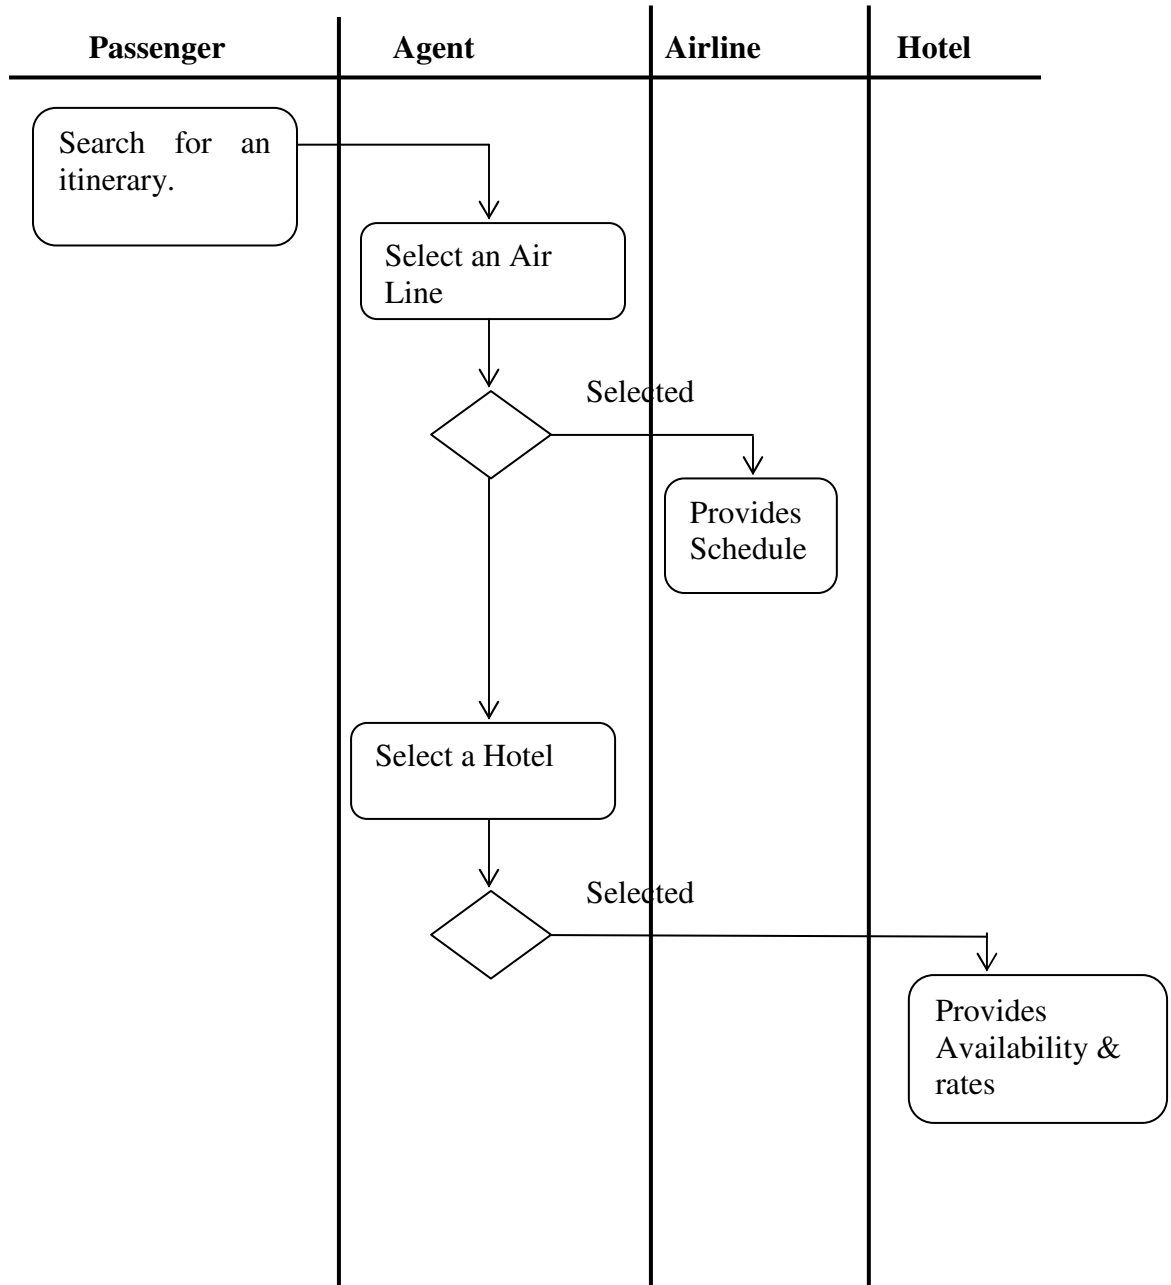 Passenger Agent Airline Hotel
Search for an
itinerary.
Select an Air
Line
Selected
Provides
Schedule
Select a Hotel
Selected
Provides
Availability &
rates